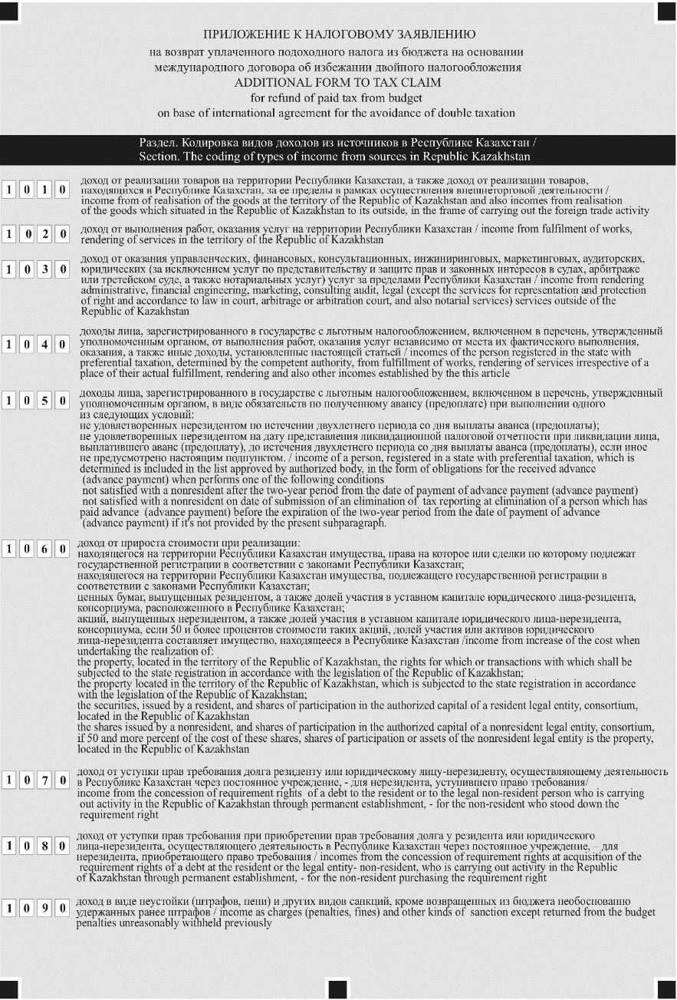 ПРИЛОЖЕНИЕ К НАЛОГОВОМУ ЗАЯВЛЕНИЮ
на возврат уплаченного подоходного налога из бюджета на основании
международного договора об избежании двойного налогообложения
ADDITIONAL FORM TO TAX CLAIM
for refund of paid tax from budget
on base of international agreement for the avoidance of double taxation
Раздел. Кодировка видов доходов из источников в Республике Казахстан /
Section. The coding of types of income from sources in Republic Kazakhstan
1 0 1 0
доход от реализации товаров на территории Республики Казахстан, а также доход от реализации товаров,
находящихся в Республике Казахстан, за ее пределы в рамках осуществления внешнеторговой деятельности /
income from of realisation of the goods at the territory of the Republic of Kazakhstan and also incomes from realisation
of the goods which situated in the Republic of Kazakhstan to its outside, in the frame of carrying out the foreign trade activity
1 0 2 0
доход от выполнения работ, оказания услуг на территории Республики Казахстан / income from fulfilment of works,
rendering of services in the territory of the Republic of Kazakhstan
1 0 3 0
доход от оказания управленческих, финансовых, консультационных, инжиниринговых, маркетинговых, аудиторских,
юридических (за исключением услуг по представительству и защите прав и законных интересов в судах, арбитраже
или третейском суде, а также нотариальных услуг) услуг за пределами Республики Казахстан / income from rendering
administrative, financial engineering, marketing, consulting audit, legal (except the services for representation and protection
of right and accordance to law in court, arbitrage or arbitration court, and also notarial services) services outside of the
Republic of Kazakhstan
1 0 4 0
доходы лица, зарегистрированного в государстве с льготным налогообложением, включенном в перечень, утвержденный
уполномоченным органом, от выполнения работ, оказания услуг независимо от места их фактического выполнения,
оказания, а также иные доходы, установленные настоящей статьей / incomes of the person registered in the state with
preferential taxation, determined by the competent authority, from fulfillment of works, rendering of services irrespective of a
place of their actual fulfillment, rendering and also other incomes established by the this article
1 0 5 0
доходы лица, зарегистрированного в государстве с льготным налогообложением, включенном в перечень, утвержденный
уполномоченным органом, в виде обязательств по полученному авансу (предоплате) при выполнении одного
из следующих условий:
не удовлетворенных нерезидентом по истечении двухлетнего периода со дня выплаты аванса (предоплаты);
не удовлетворенных нерезидентом на дату представления ликвидационной налоговой отчетности при ликвидации лица,
выплатившего аванс (предоплату), до истечения двухлетнего периода со дня выплаты аванса (предоплаты), если иное
не предусмотрено настоящим подпунктом. / income of a person, registered in a state with preferential taxation, which is
determined is included in the list approved by authorized body, in the form of obligations for the received advance
(advance payment) when performs one of the following conditions
not satisfied with a nonresident after the two-year period from the date of payment of advance payment (advance payment)
not satisfied with a nonresident on date of submission of an elimination of tax reporting at elimination of a person which has
paid advance (advance payment) before the expiration of the two-year period from the date of payment of advance
(advance payment) if it's not provided by the present subparagraph.
1 0 6 0
доход от прироста стоимости при реализации:
находящегося на территории Республики Казахстан имущества, права на которое или сделки по которому подлежат
государственной регистрации в соответствии с законами Республики Казахстан;
находящегося на территории Республики Казахстан имущества, подлежащего государственной регистрации в
соответствии с законами Республики Казахстан;
ценных бумаг, выпущенных резидентом, а также долей участия в уставном капитале юридического лица-резидента,
консорциума, расположенного в Республике Казахстан;
акций, выпущенных нерезидентом, а также долей участия в уставном капитале юридического лица-нерезидента,
консорциума, если 50 и более процентов стоимости таких акций, долей участия или активов юридического
лица-нерезидента составляет имущество, находящееся в Республике Казахстан /income from increase of the cost when
undertaking the realization of:
the property, located in the territory of the Republic of Kazakhstan, the rights for which or transactions with which shall be
subjected to the state registration in accordance with the legislation of the Republic of Kazakhstan;
the property located in the territory of the Republic of Kazakhstan, which is subjected to the state registration in accordance
with the legislation of the Republic of Kazakhstan;
the securities, issued by a resident, and shares of participation in the authorized capital of a resident legal entity, consortium,
located in the Republic of Kazakhstan
the shares issued by a nonresident, and shares of participation in the authorized capital of a nonresident legal entity, consortium,
if 50 and more percent of the cost of these shares, shares of participation or assets of the nonresident legal entity is the property,
located in the Republic of Kazakhstan
1 0 7 0
доход от уступки прав требования долга резиденту или юридическому лицу-нерезиденту, осуществляющему деятельность
в Республике Казахстан через постоянное учреждение, - для нерезидента, уступившего право требования/
income from the concession of requirement rights of a debt to the resident or to the legal non-resident person who is carrying
out activity in the Republic of Kazakhstan through permanent establishment, - for the non-resident who stood down the
requirement right
1 0 8 0
доход от уступки прав требования при приобретении прав требования долга у резидента или юридического
лица-нерезидента, осуществляющего деятельность в Республике Казахстан через постоянное учреждение, – для
нерезидента, приобретающего право требования / incomes from the concession of requirement rights at acquisition of the
requirement rights of a debt at the resident or the legal entity- non-resident, who is carrying out activity in the Republic
of Kazakhstan through permanent establishment, - for the non-resident purchasing the requirement right
1 0 9 0
доход в виде неустойки (штрафов, пени) и других видов санкций, кроме возвращенных из бюджета необоснованно
удержанных ранее штрафов / income as charges (penalties, fines) and other kinds of sanction except returned from the budget
penalties unreasonably withheld previously